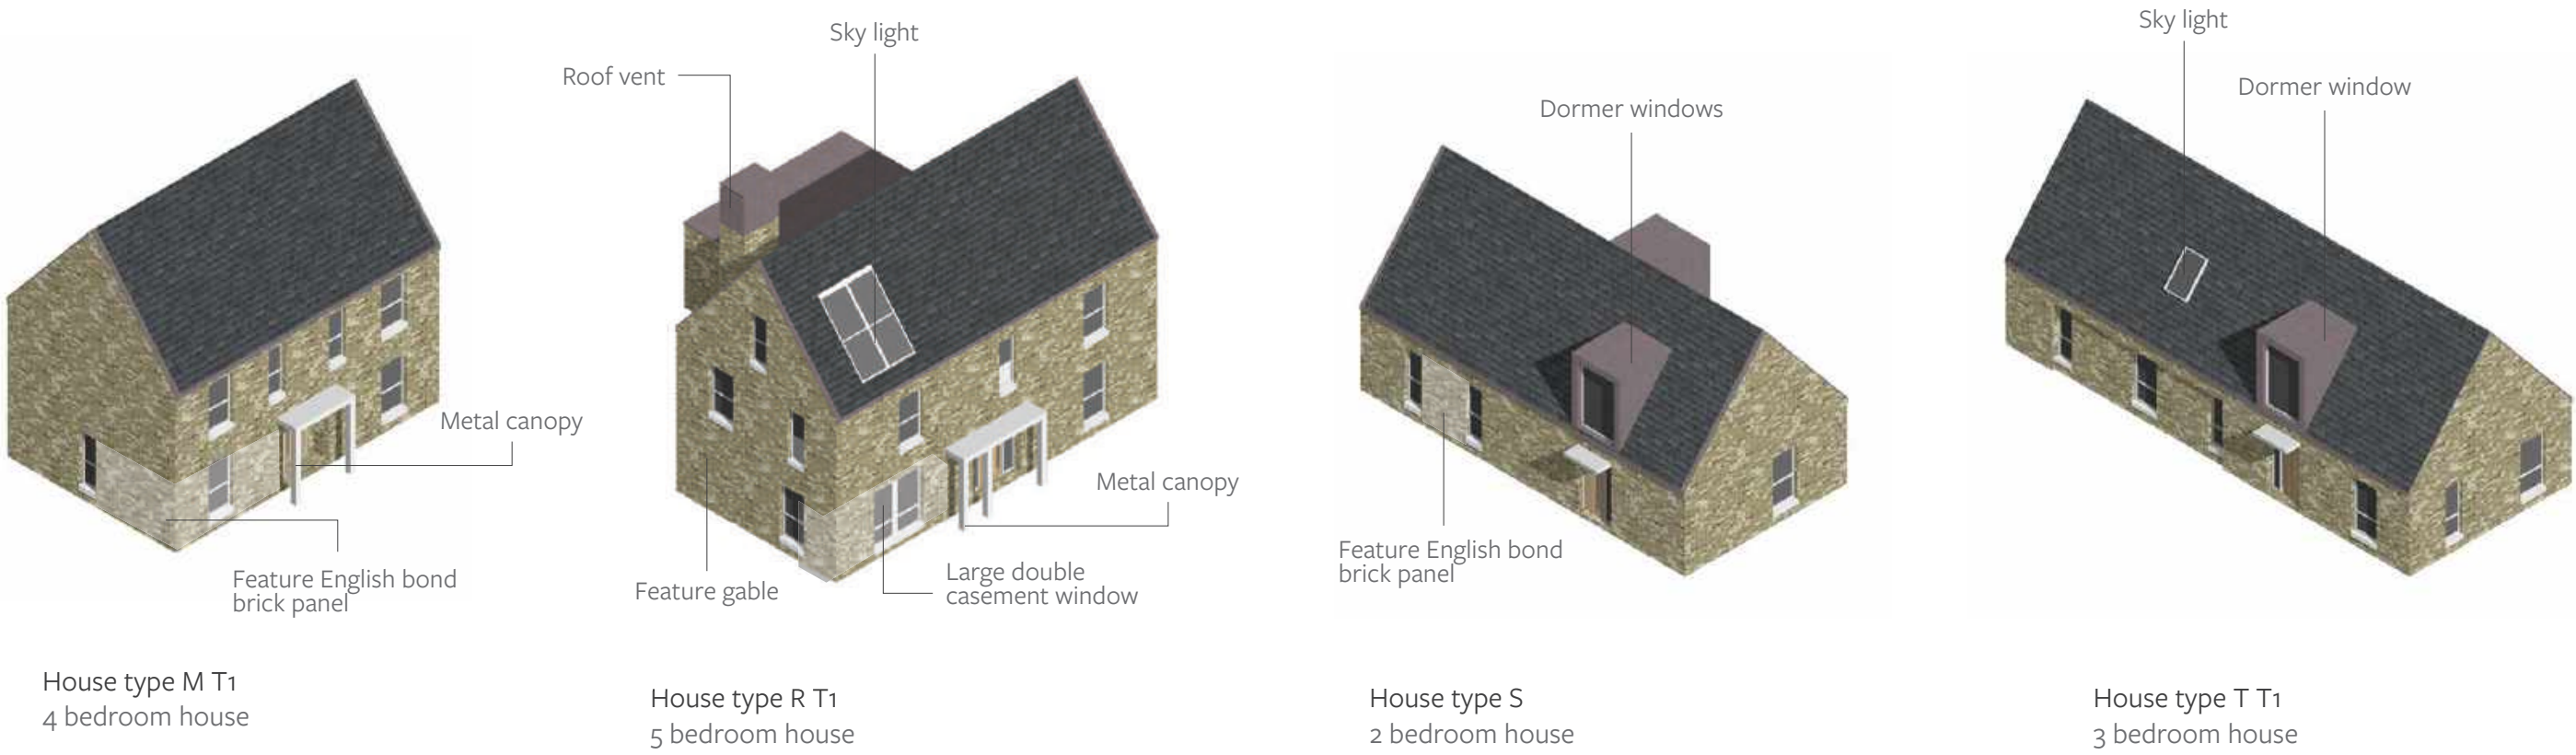 Sky light
Roof vent
Metal canopy
Feature English bond
brick panel
Feature gable
Large double
casement window
Metal canopy
Dormer windows
Feature English bond
brick panel
Sky light
Dormer window
House type M T1
4 bedroom house
House type R T1
5 bedroom house
House type S
2 bedroom house
House type T T1
3 bedroom house